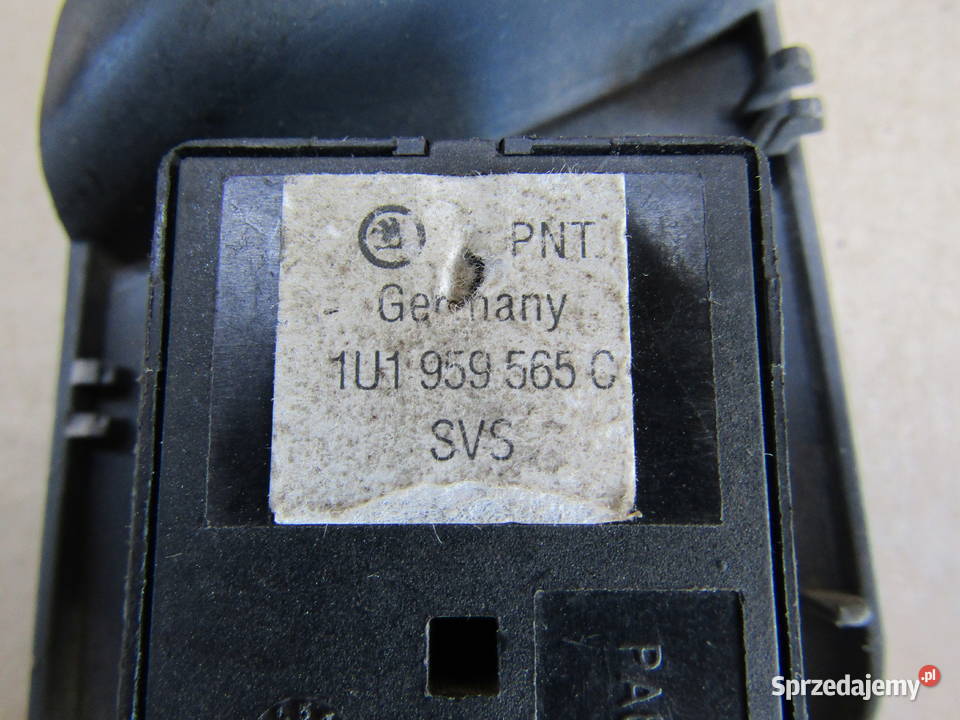 PNT
Germany
1U1 959 565 C
SVS
Sprzedajemy.pl